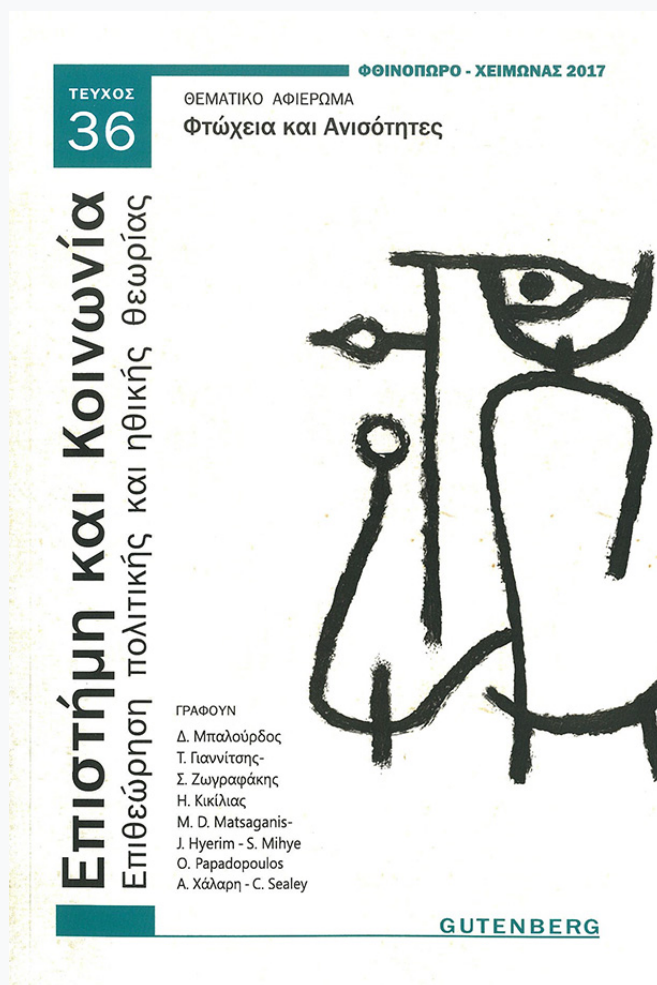 ΦΘΙΝΟΠΩΡΟ - ΧΕΙΜΩΝΑΣ 2017
ΤΕΥΧΟΣ
36
ΘΕΜΑΤΙΚΟ ΑΦΙΕΡΩΜΑ
Φτώχεια και Ανισότητες
Επιστήμη και Κοινωνία
Επιθεώρηση πολιτικής και ηθικής θεωρίας
ΓΡΑΦΟΥΝ
Δ. Μπαλούρδος
Τ. Γιαννίτσης-
Σ. Ζωγραφάκης
Η. Κικίλιας
M. D. Matsaganis-
J. Hyerim - S. Mihye
O. Papadopoulos
Α. Χάλαρη - C. Sealey
GUTENBERG